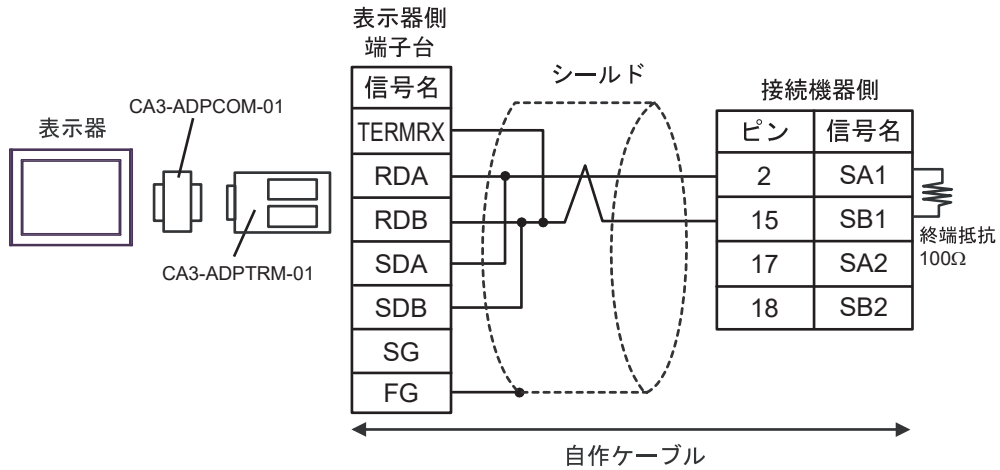 表示器
CA3-ADPCOM-01
CA3-ADPTRM-01
表示器側
端子台
信号名
TERMRX
RDA
RDB
SDA
SDB
SG
FG
シールド
接続機器側
ピン 信号名
2 SA1
15 SB1
17 SA2
18 SB2
終端抵抗
100Ω
自作ケーブル